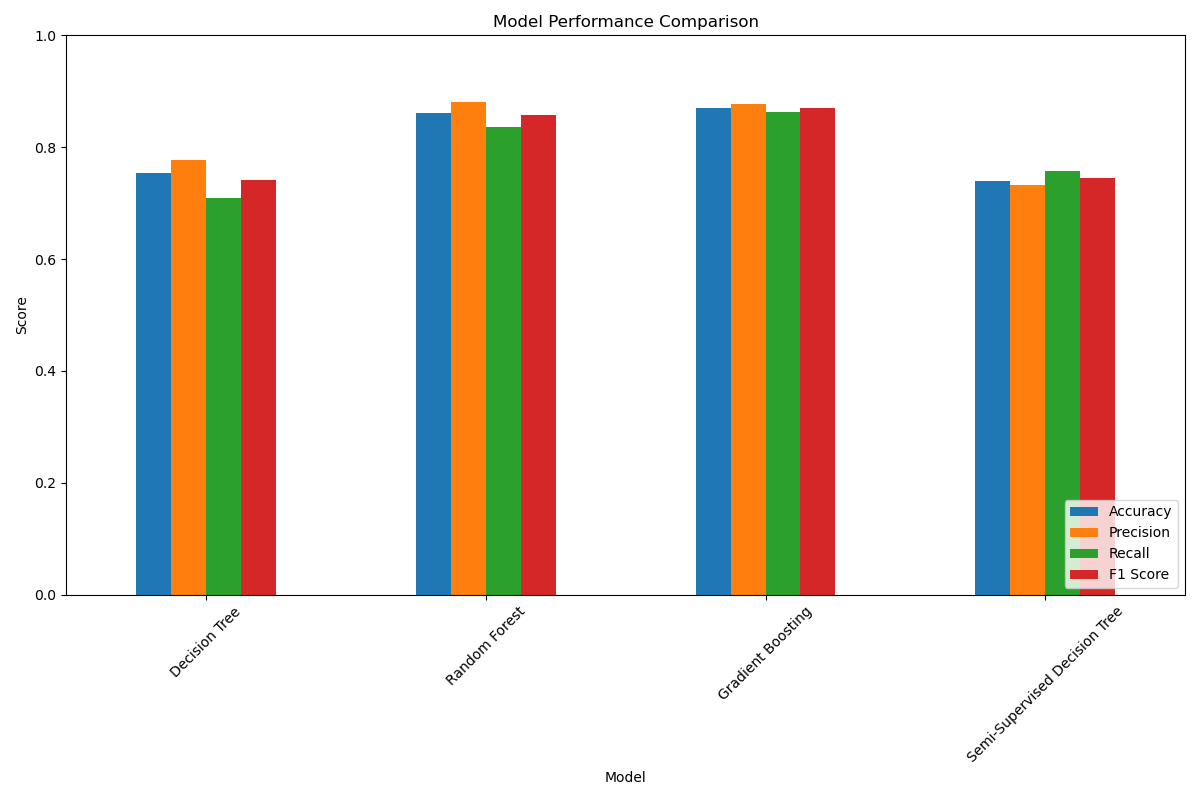 Model Performance Comparison
1.0
0.8
0.6
0.4
0.2
0.0
Score
Accuracy
Precision
Recall
F1 Score
Decision Tree
Random Forest
Gradient Boosting
Semi-Supervised Decision Tree
Model